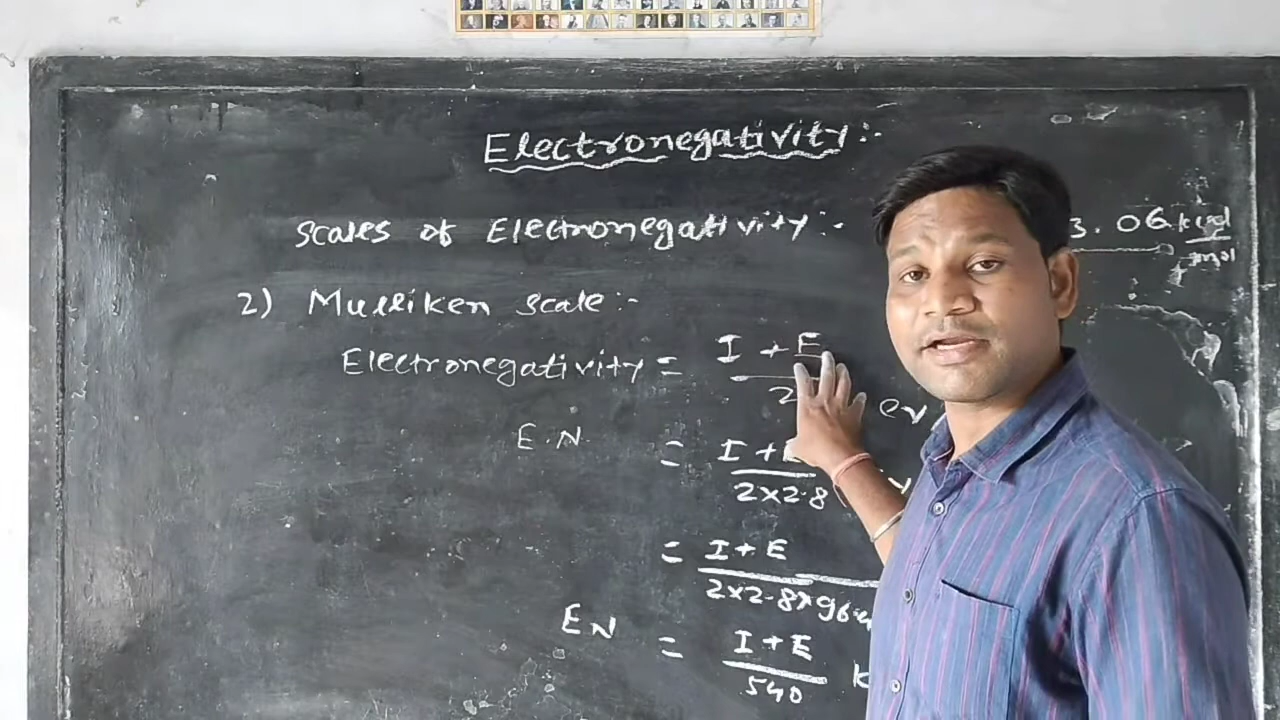 Electronegativity:-
Scales of Electronegativity:-
3.06 kcal/mol
2) Mulliken scale:-
Electronegativity = I + E / 2 ev
E.N. = I + E / 2×2.8
= I + E / 2×2.8×96.
EN = I + E / 540 k